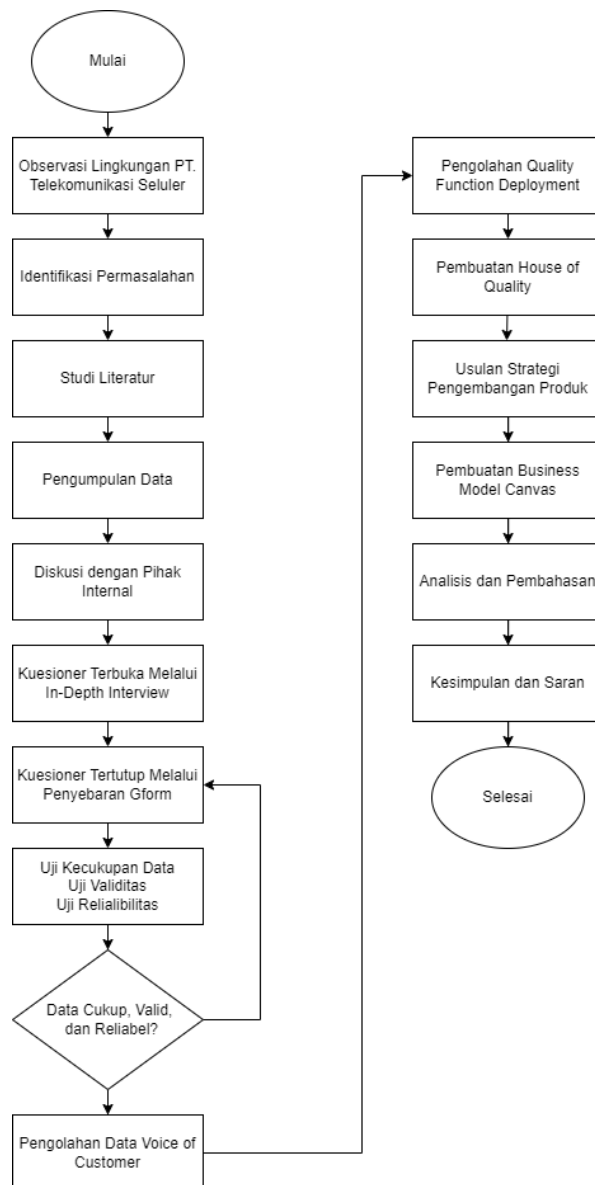 Mulai
Observasi Lingkungan PT.
Telekomunikasi Seluler
Identifikasi Permasalahan
Studi Literatur
Pengumpulan Data
Diskusi dengan Pihak
Internal
Kuesioner Terbuka Melalui
In-Depth Interview
Kuesioner Tertutup Melalui
Penyebaran Gform
Uji Kecukupan Data
Uji Validitas
Uji Relialibilitas
Data Cukup, Valid,
dan Reliabel?
Pengolahan Data Voice of
Customer
Pengolahan Quality
Function Deployment
Pembuatan House of
Quality
Usulan Strategi
Pengembangan Produk
Pembuatan Business
Model Canvas
Analisis dan Pembahasan
Kesimpulan dan Saran
Selesai